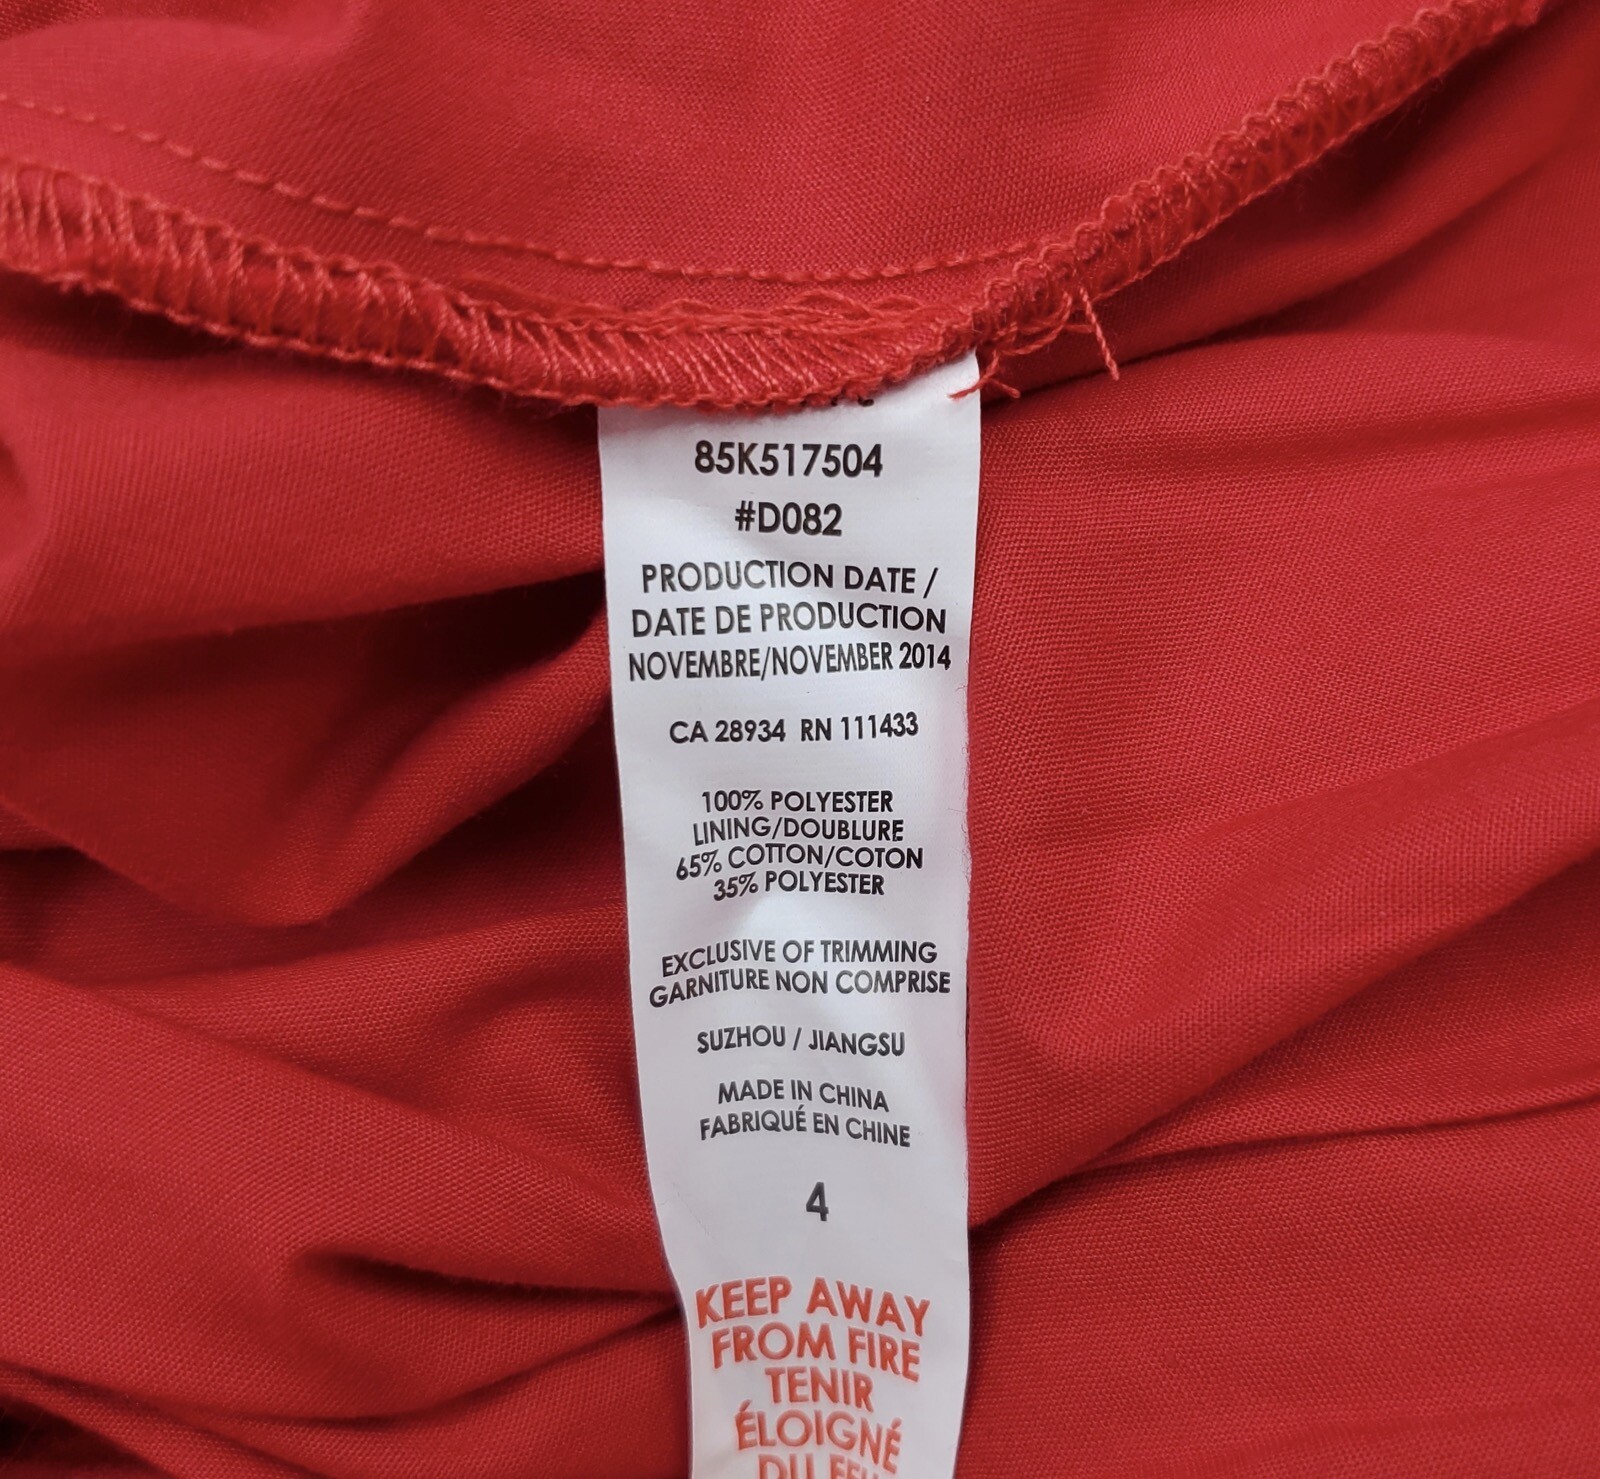 85K517504
#D082
PRODUCTION DATE /
DATE DE PRODUCTION
NOVEMBRE/NOVEMBER 2014
CA 28934 RN 111433
100% POLYESTER
LINING/DOUBLURE
65% COTTON/COTON
35% POLYESTER
EXCLUSIVE OF TRIMMING
GARNITURE NON COMPRISE
SUZHOU / JIANGSU
MADE IN CHINA
FABRIQUÉ EN CHINE
4
KEEP AWAY
FROM FIRE
TENIR
ÉLOIGNÉ
DU FEU